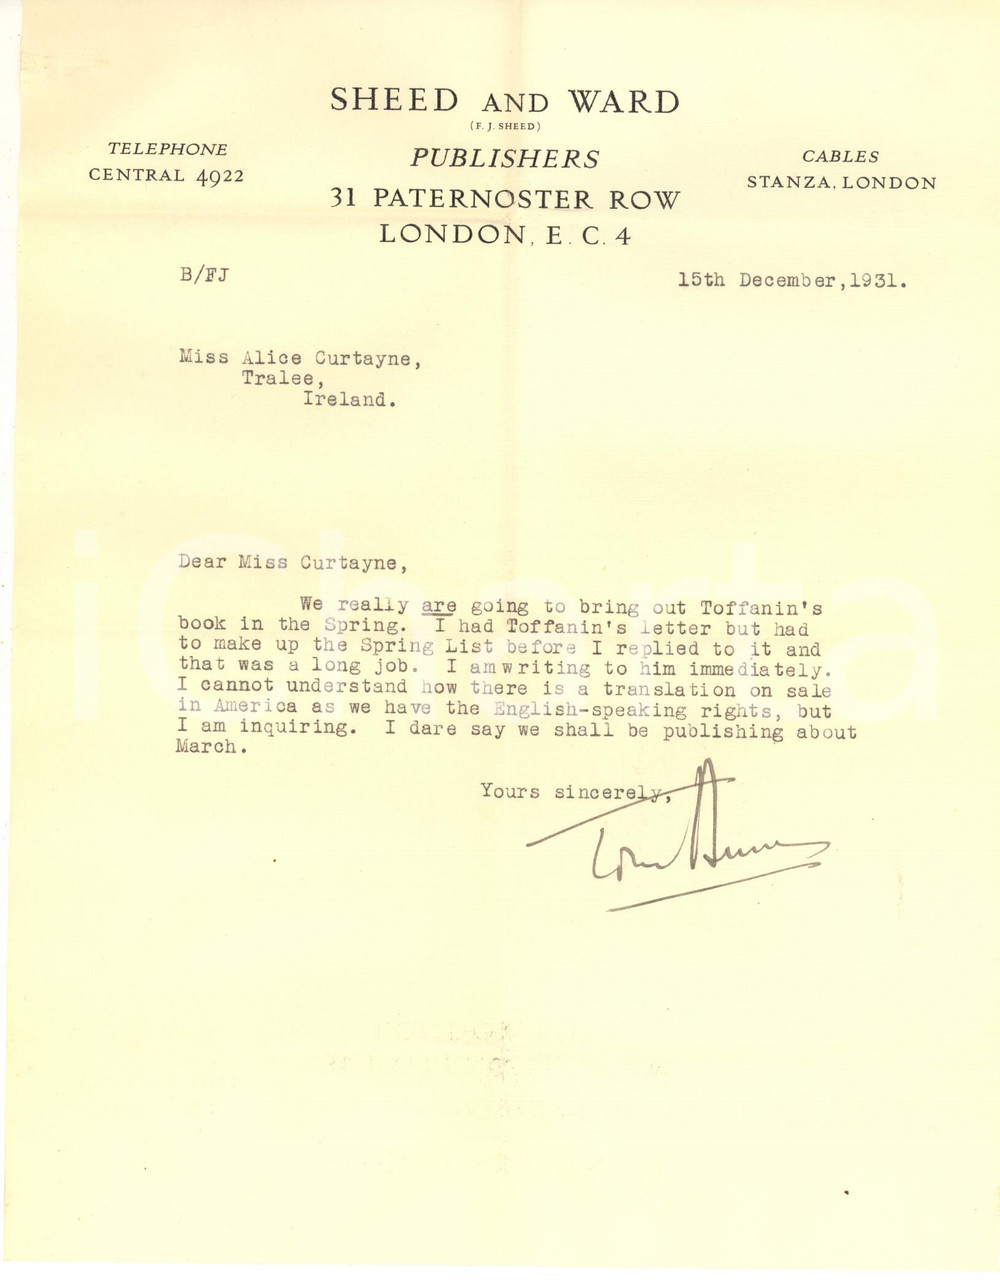 SHEED AND WARD
(F. J. SHEED)
TELEPHONE
CENTRAL 4922
PUBLISHERS
31 PATERNOSTER ROW
LONDON, E. C. 4
CABLES
STANZA, LONDON
B/FJ
15th December,1931.
Miss Alice Curtayne,
Tralee,
Ireland.
Dear Miss Curtayne,
We really are going to bring out Toffanin's
book in the Spring. I had Toffanin's letter but had
to make up the Spring List before I replied to it and
that was a long job. I amwriting to him immediately.
I cannot understand how there is a translation on sale
in America as we have the English-speaking rights, but
I am inquiring. I dare say we shall be publishing about
March.
Yours sincerely,
Tom